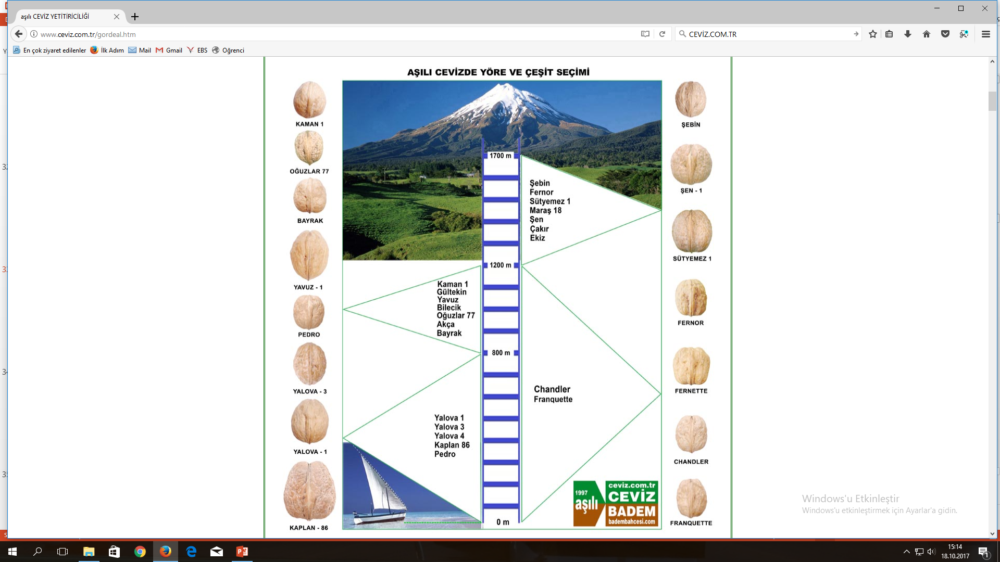 aşılı CEVİZ YETİTİRİCİLİĞİ
www.ceviz.com.tr/gordeal.htm
CEVİZ.COM.TR
En çok ziyaret edilenler
İlk Adım
Mail
Gmail
EBS
Öğrenci
AŞILI CEVİZDE YÖRE VE ÇEŞİT SEÇİMİ
KAMAN 1
OĞUZLAR 77
BAYRAK
YAVUZ - 1
PEDRO
YALOVA - 3
YALOVA - 1
KAPLAN - 86
1700 m
Şebin
Fernor
Sütyemez 1
Maraş 18
Şen
Çakır
Ekiz
1200 m
Kaman 1
Gültekin
Yavuz
Bilecik
Oğuzlar 77
Akça
Bayrak
800 m
Chandler
Franquette
Yalova 1
Yalova 3
Yalova 4
Kaplan 86
Pedro
0 m
1997
aşılı
ceviz.com.tr
CEVİZ
BADEM
badembahcesi.com
ŞEBİN
ŞEN - 1
SÜTYEMEZ 1
FERNOR
FERNETTE
CHANDLER
FRANQUETTE
Windows'u Etkinleştir
Windows'u etkinleştirmek için Ayarlar'a gidin.
15:14
18.10.2017
1